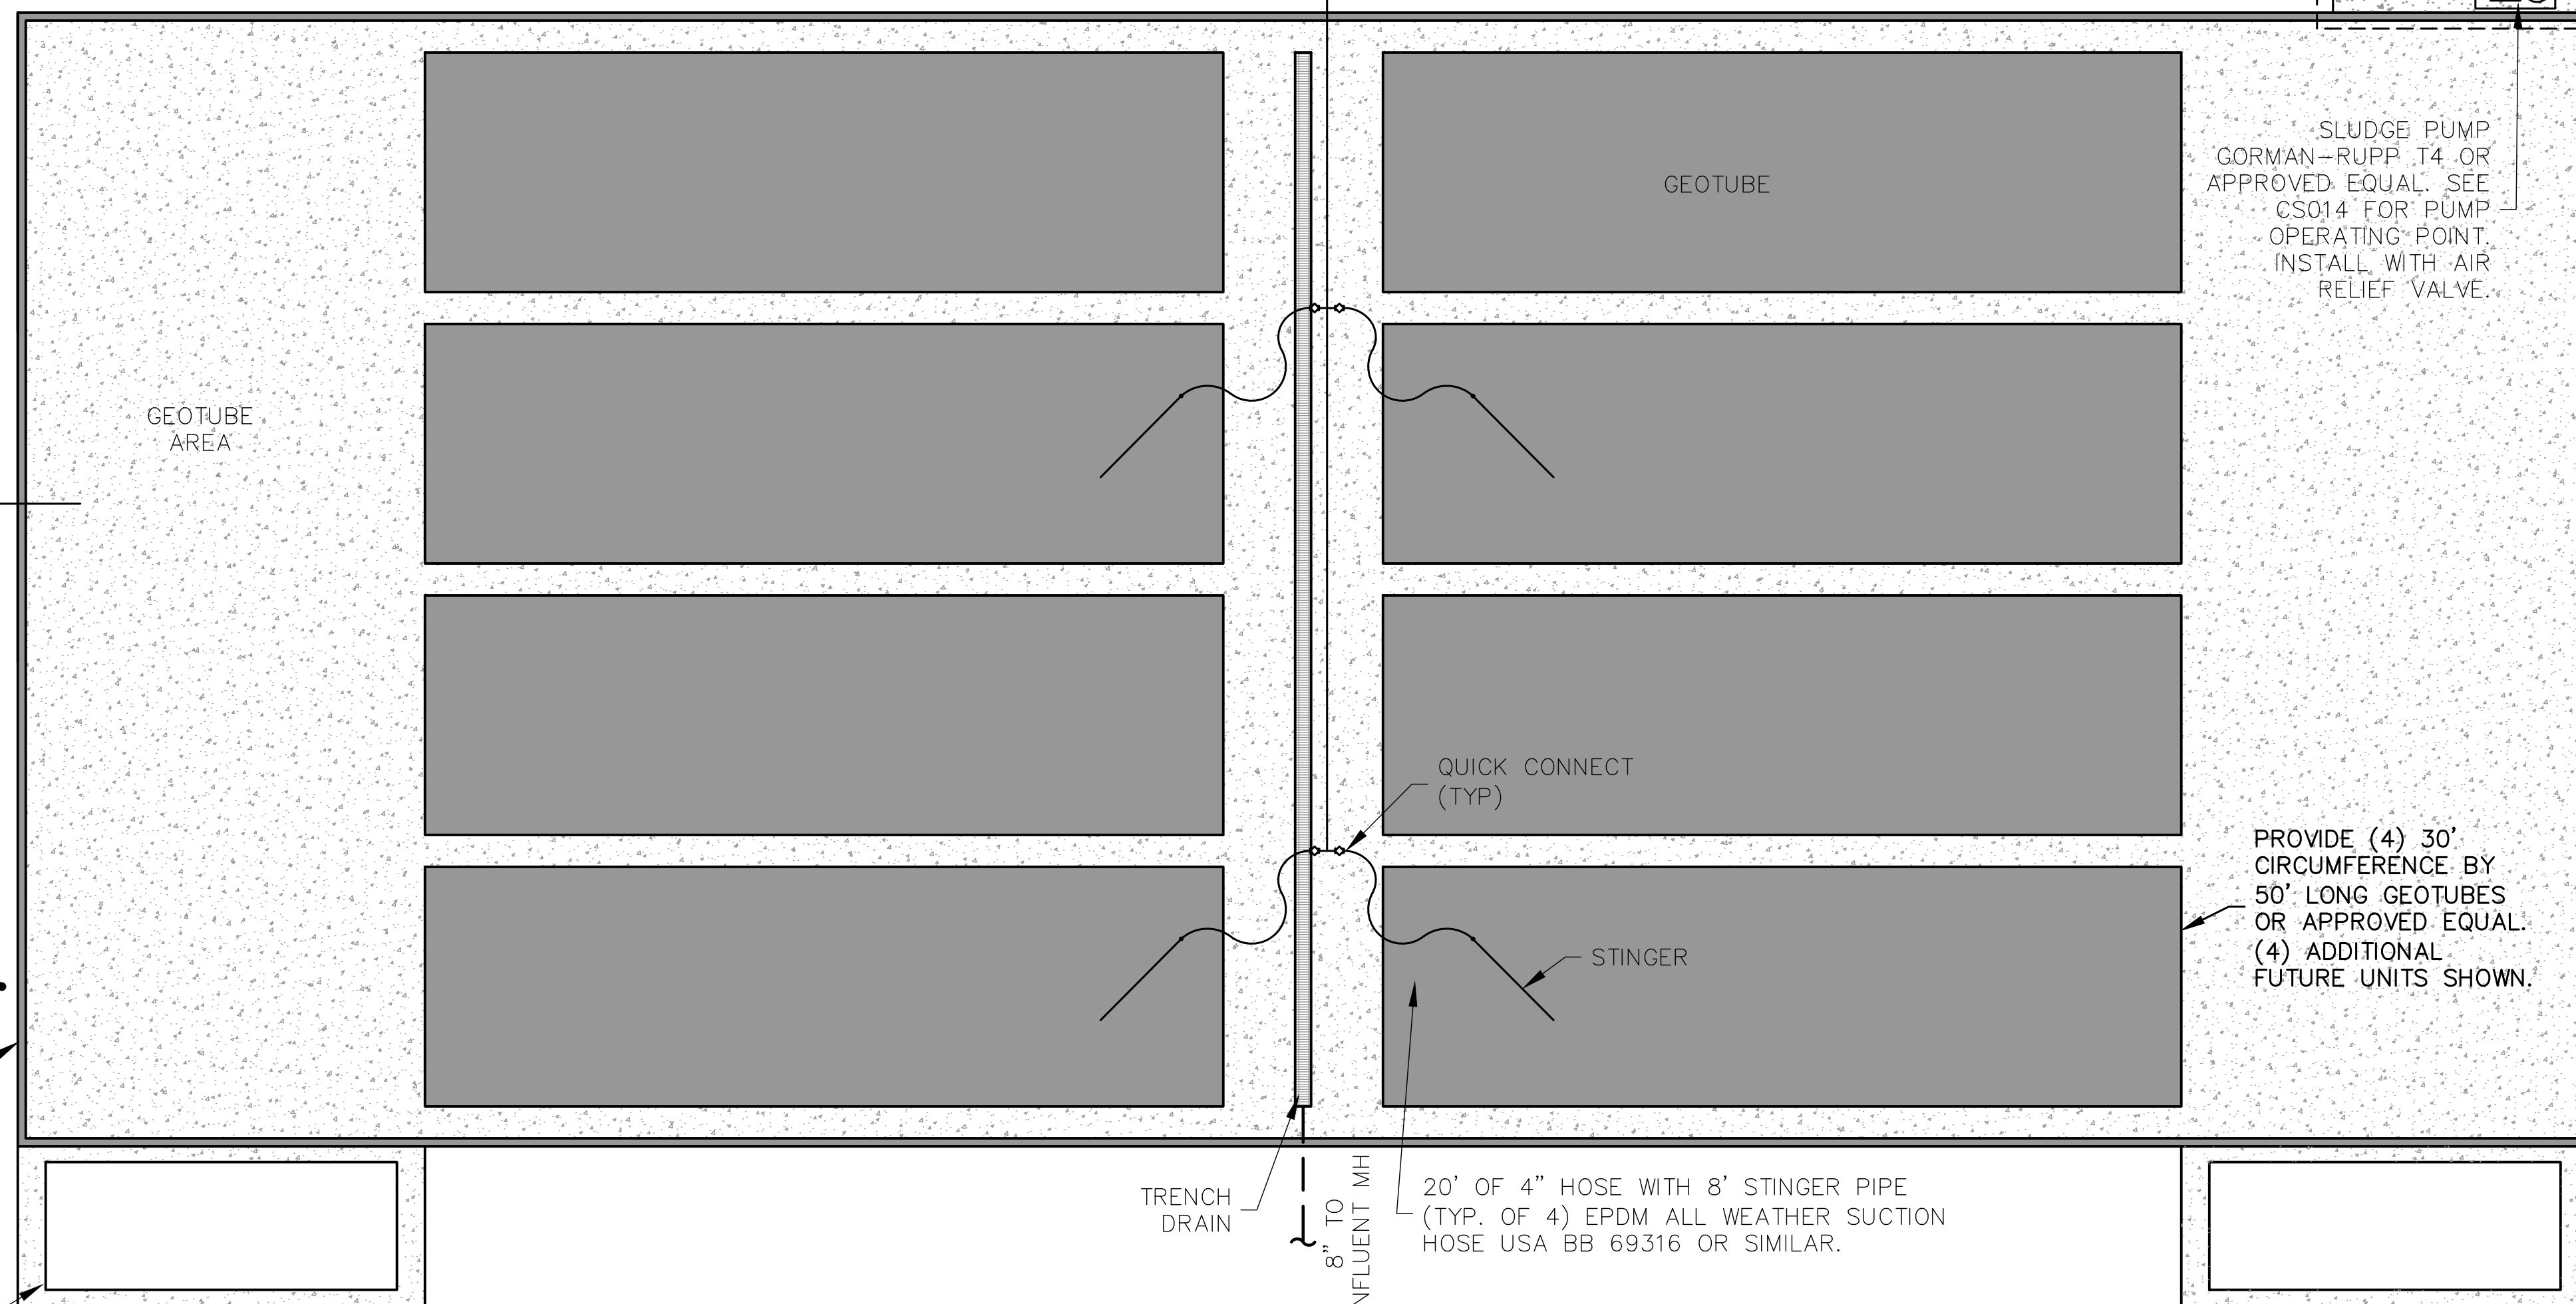 SLUDGE PUMP
GORMAN-RUPP T4 OR
APPROVED EQUAL. SEE
CS014 FOR PUMP
OPERATING POINT.
INSTALL WITH AIR
RELIEF VALVE.
GEOTUBE
GEOTUBE
AREA
QUICK CONNECT
(TYP)
PROVIDE (4) 30'
CIRCUMFERENCE BY
50' LONG GEOTUBES
OR APPROVED EQUAL.
(4) ADDITIONAL
FUTURE UNITS SHOWN.
STINGER
TRENCH
DRAIN
8" TO
NFLUENT MH
20' OF 4" HOSE WITH 8' STINGER PIPE
(TYP. OF 4) EPDM ALL WEATHER SUCTION
HOSE USA BB 69316 OR SIMILAR.